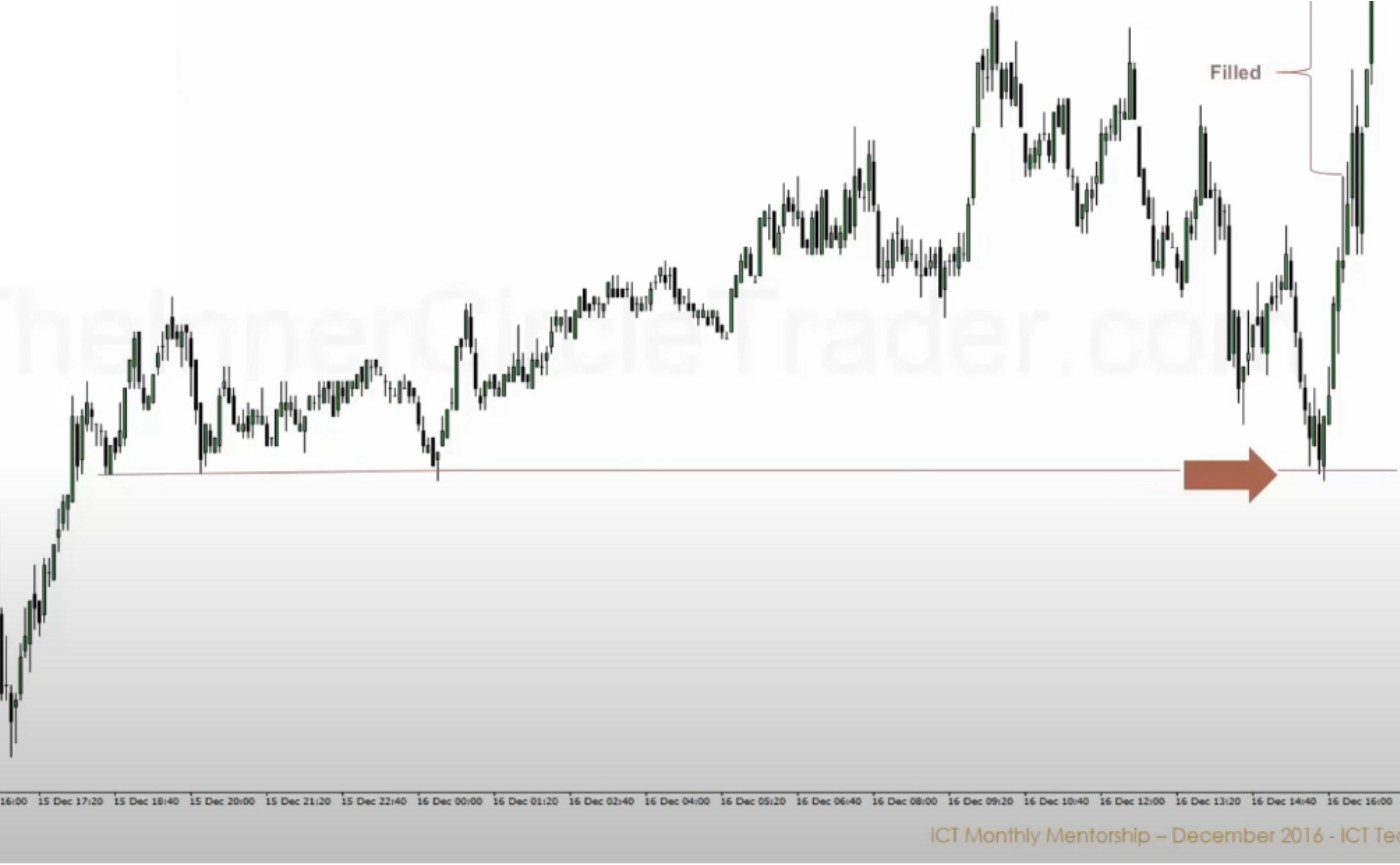 Filled
TheInnerCircleTrader.com
16:00 15 Dec 17:20 15 Dec 18:40 15 Dec 20:00 15 Dec 21:20 15 Dec 22:40 16 Dec 00:00 16 Dec 01:20 16 Dec 02:40 16 Dec 04:00 16 Dec 05:20 16 Dec 06:40 16 Dec 08:00 16 Dec 09:20 16 Dec 10:40 16 Dec 12:00 16 Dec 13:20 16 Dec 14:40 16 Dec 16:00
ICT Monthly Mentorship – December 2016 - ICT Tea